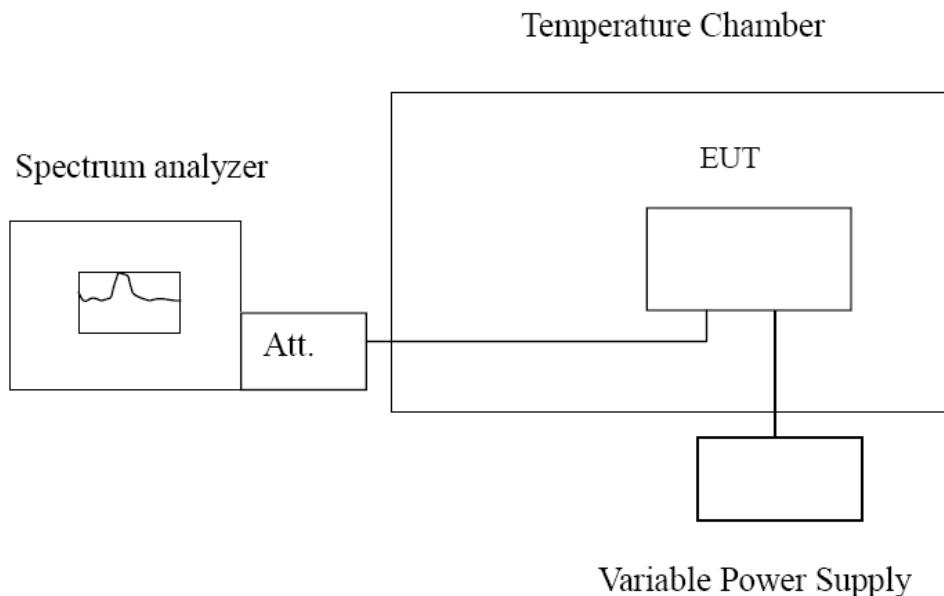 Temperature Chamber
EUT
Spectrum analyzer
Att.
Variable Power Supply